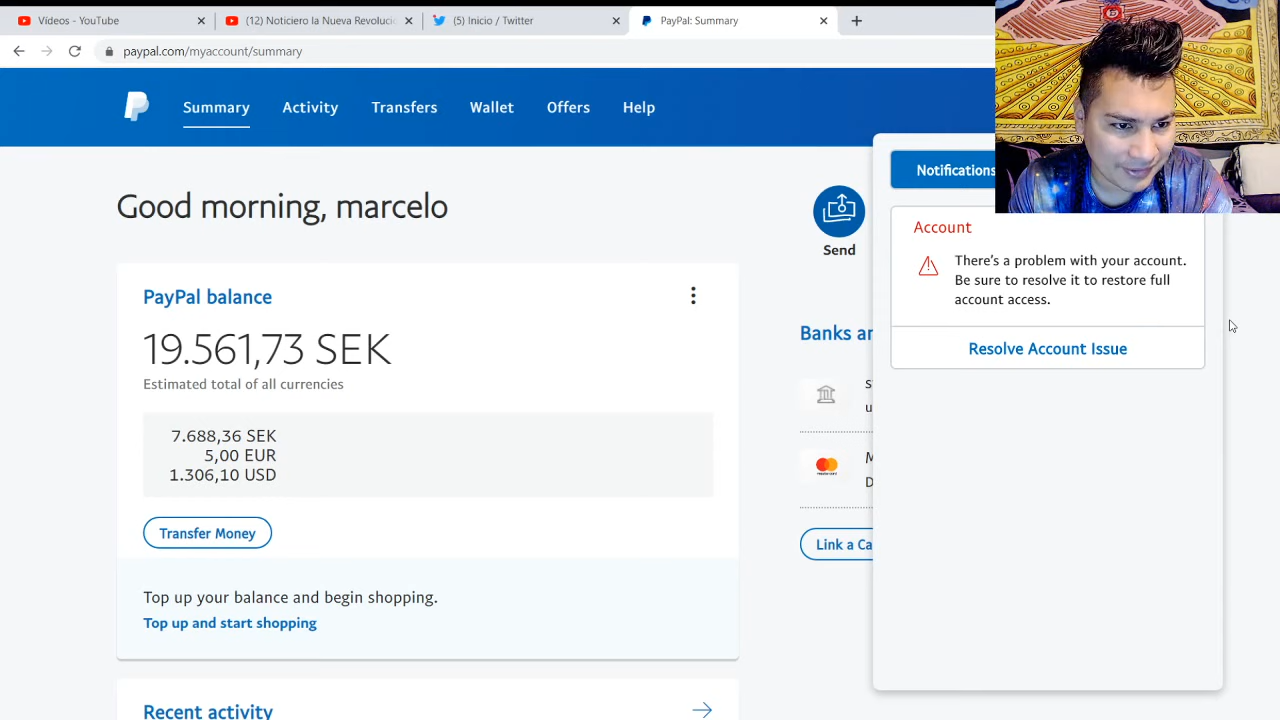 Vídeos - YouTube
(12) Noticiero la Nueva Revoluci
(5) Inicio / Twitter
PayPal: Summary
paypal.com/myaccount/summary
Summary
Activity
Transfers
Wallet
Offers
Help
Notifications
Good morning, marcelo
Send
Account
There's a problem with your account.
Be sure to resolve it to restore full
account access.
Resolve Account Issue
PayPal balance
19.561,73 SEK
Estimated total of all currencies
7.688,36 SEK
5,00 EUR
1.306,10 USD
Transfer Money
Banks an
Link a Ca
Top up your balance and begin shopping.
Top up and start shopping
Recent activity